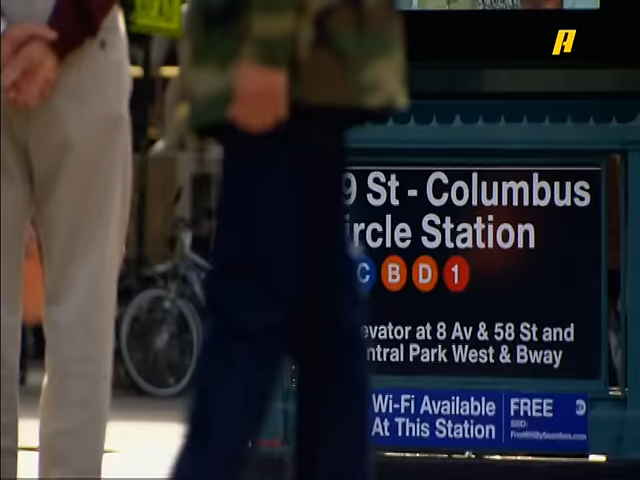 9 St - Columbus
ircle Station
C B D 1
evator at 8 Av & 58 St and
ntral Park West & Bway
Wi-Fi Available FREE
At This Station SSID: